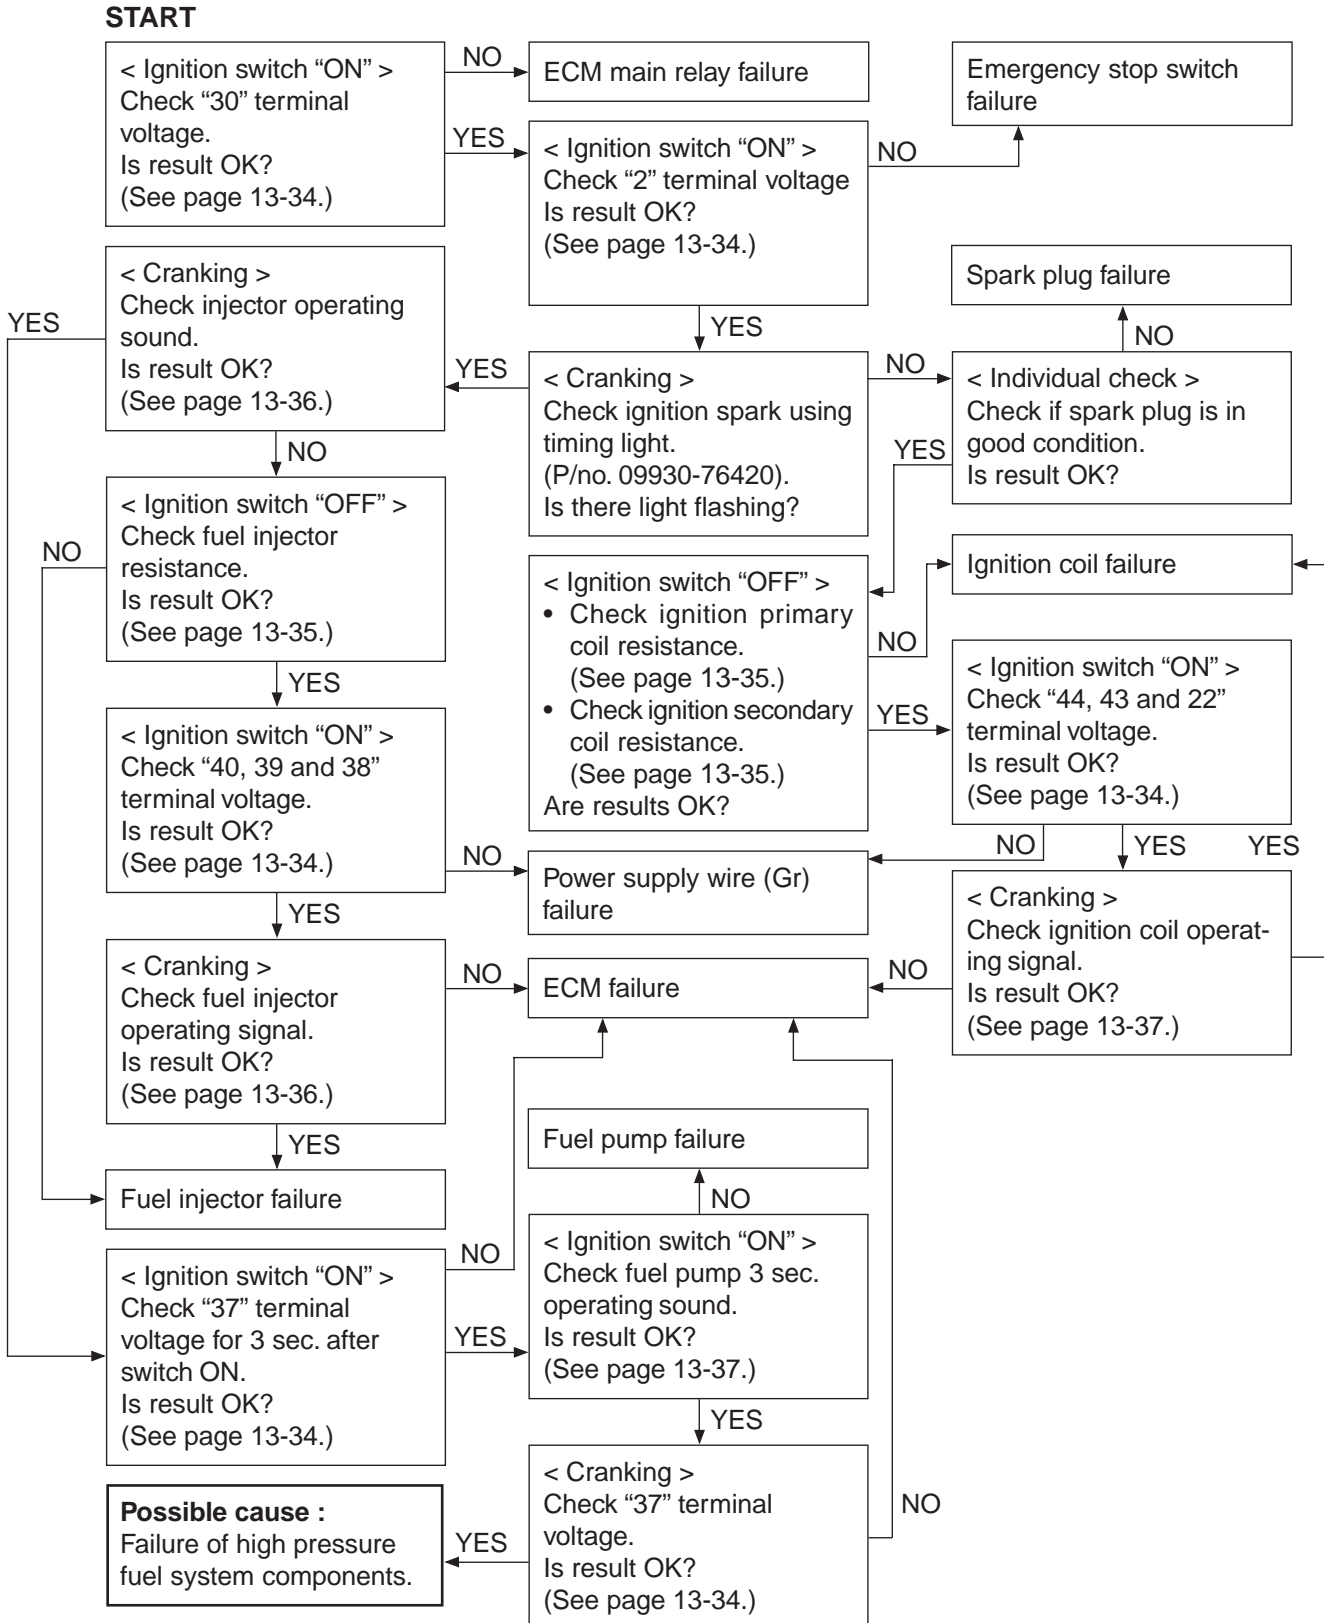 START
< Ignition switch “ON” >
Check “30” terminal
voltage.
Is result OK?
(See page 13-34.)
NO
ECM main relay failure
Emergency stop switch
failure
YES
< Ignition switch “ON” >
Check “2” terminal voltage
Is result OK?
(See page 13-34.)
NO
YES
< Cranking >
Check injector operating
sound.
Is result OK?
(See page 13-36.)
YES
NO
YES
< Cranking >
Check ignition spark using
timing light.
(P/no. 09930-76420).
Is there light flashing?
NO
Spark plug failure
NO
< Individual check >
Check if spark plug is in
good condition.
Is result OK?
YES
< Ignition switch “OFF” >
Check fuel injector
resistance.
Is result OK?
(See page 13-35.)
NO
YES
< Ignition switch “OFF” >
• Check ignition primary
coil resistance.
(See page 13-35.)
• Check ignition secondary
coil resistance.
(See page 13-35.)
Are results OK?
NO
Ignition coil failure
YES
< Ignition switch “ON” >
Check “44, 43 and 22”
terminal voltage.
Is result OK?
(See page 13-34.)
NO
YES
YES
< Ignition switch “ON” >
Check “40, 39 and 38”
terminal voltage.
Is result OK?
(See page 13-34.)
NO
Power supply wire (Gr)
failure
YES
< Cranking >
Check ignition coil operat-
ing signal.
Is result OK?
(See page 13-37.)
NO
< Cranking >
Check fuel injector
operating signal.
Is result OK?
(See page 13-36.)
NO
ECM failure
YES
Fuel injector failure
Fuel pump failure
NO
< Ignition switch “ON” >
Check “37” terminal
voltage for 3 sec. after
switch ON.
Is result OK?
(See page 13-34.)
NO
YES
< Ignition switch “ON” >
Check fuel pump 3 sec.
operating sound.
Is result OK?
(See page 13-37.)
YES
< Cranking >
Check “37” terminal
voltage.
Is result OK?
(See page 13-34.)
NO
YES
Possible cause :
Failure of high pressure
fuel system components.